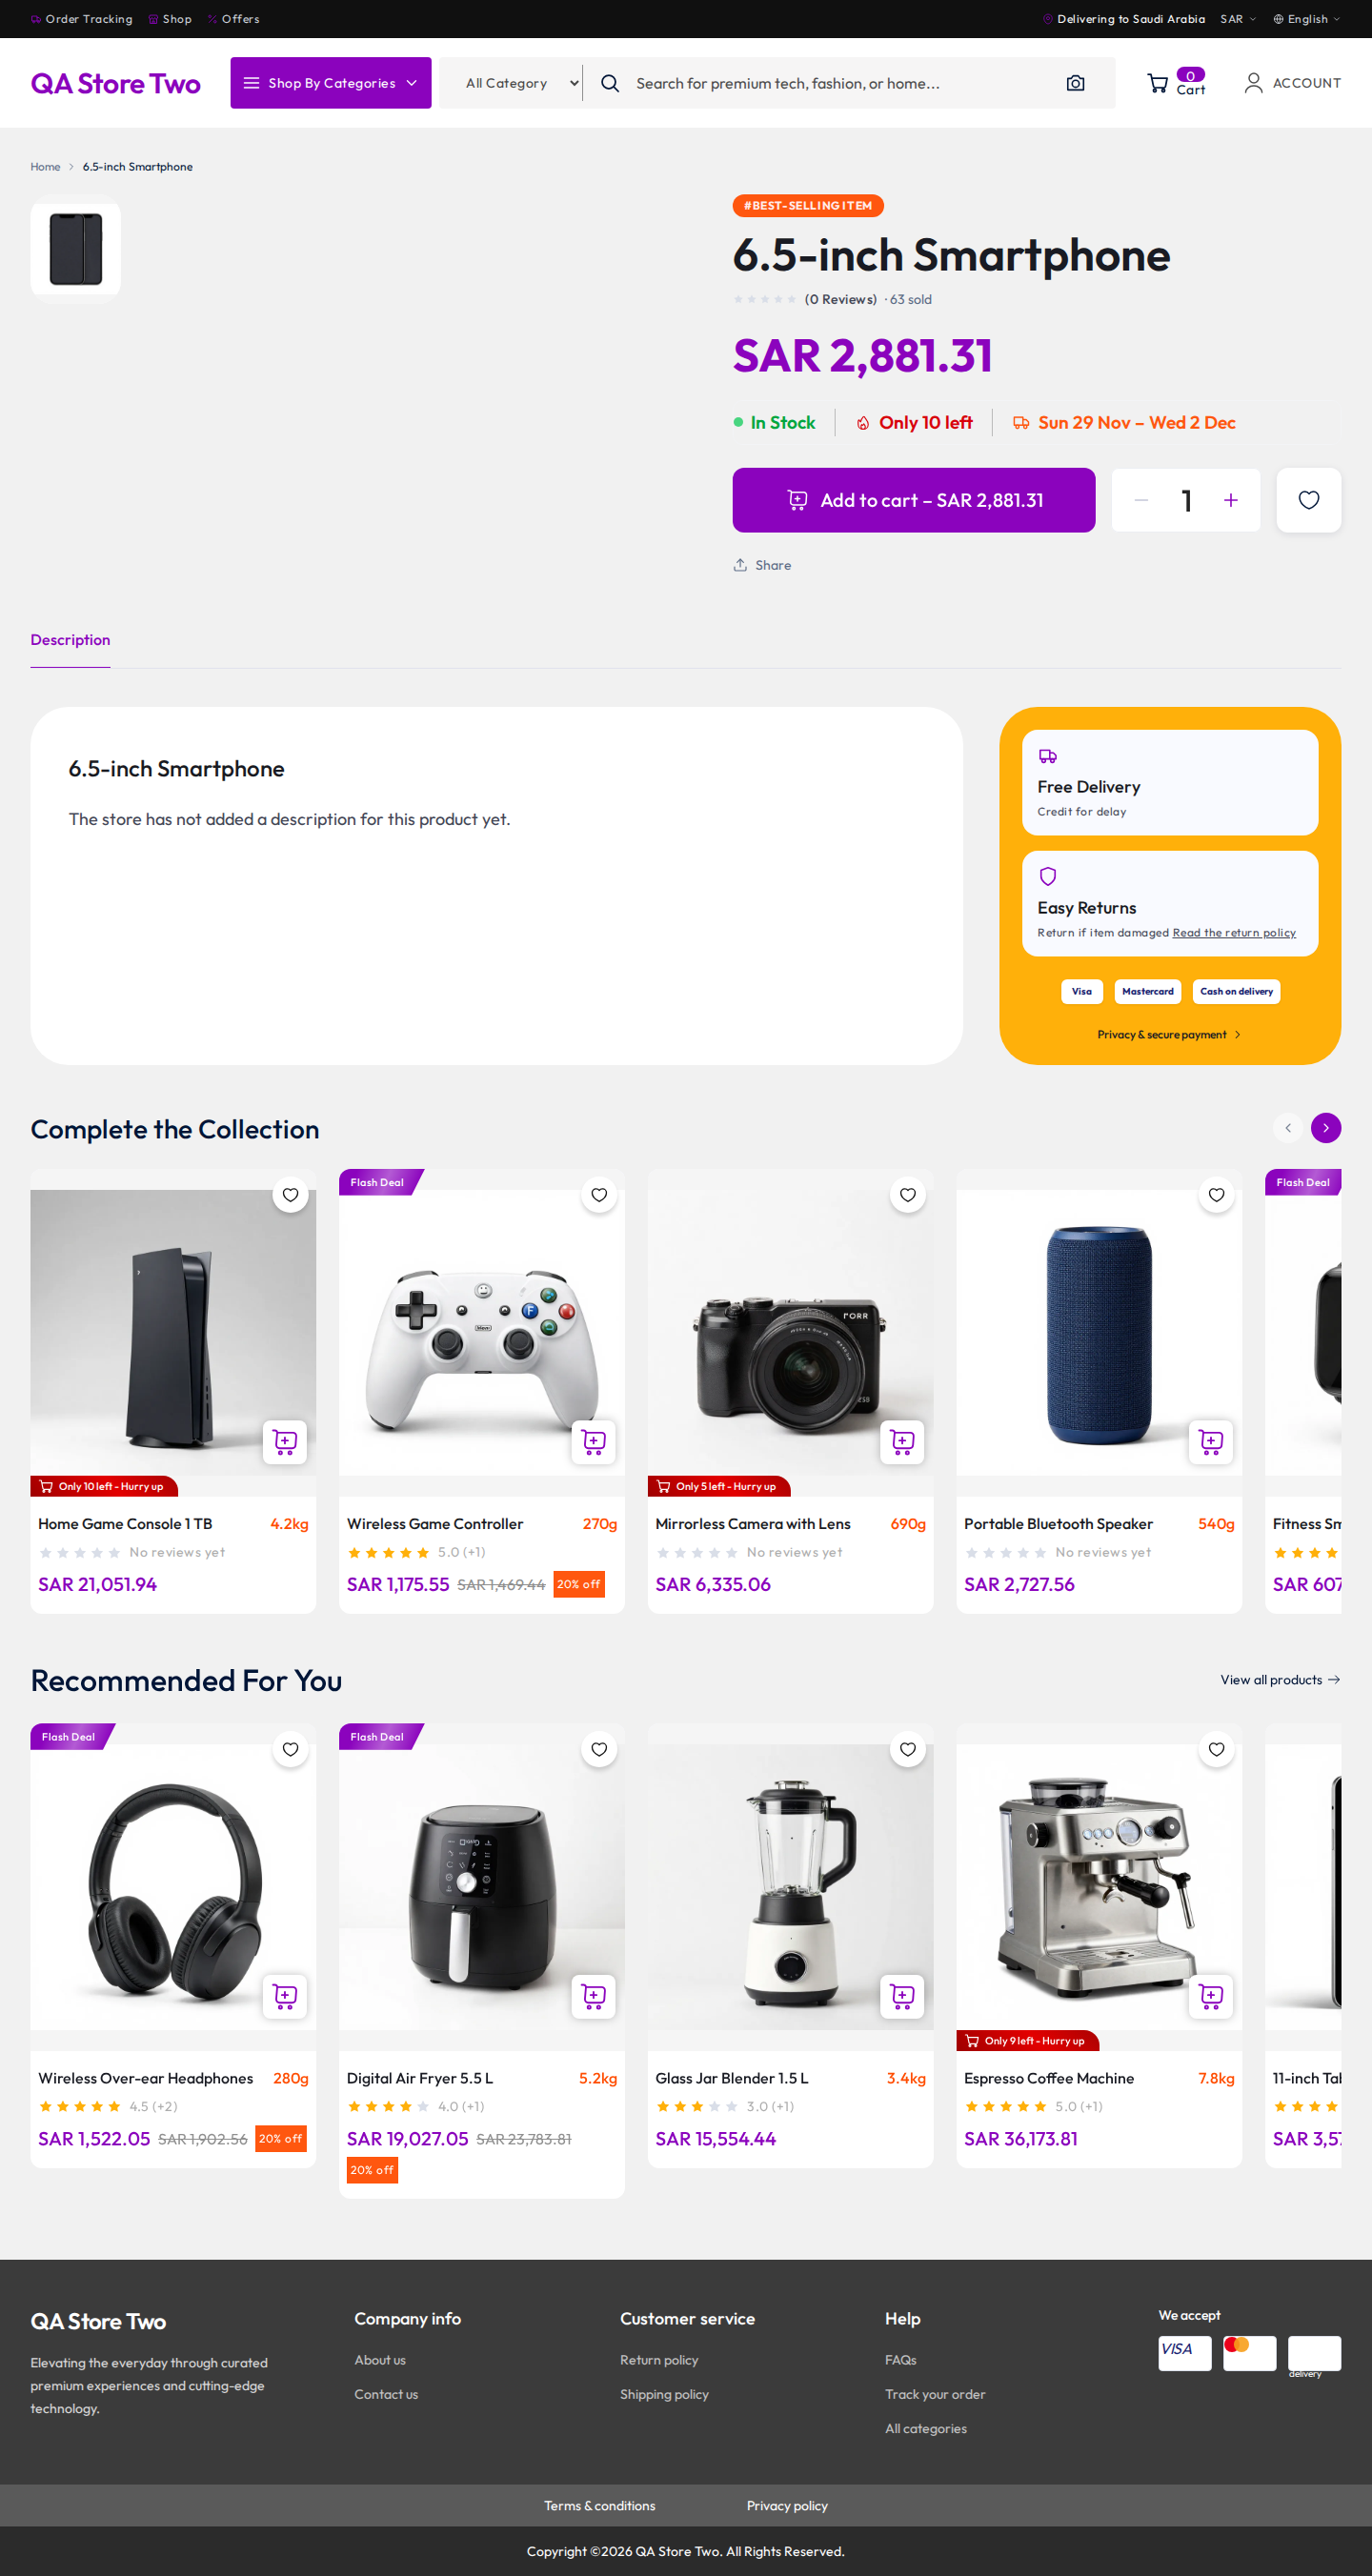 Order Tracking Shop Offers Delivering to Saudi Arabia SAR English
QA Store Two Shop By Categories All Category Search for premium tech, fashion, or home... 0 Cart ACCOUNT
Home 6.5-inch Smartphone
#BEST-SELLING ITEM
6.5-inch Smartphone
(0 Reviews) · 63 sold
SAR 2,881.31
In Stock Only 10 left Sun 29 Nov – Wed 2 Dec
Add to cart – SAR 2,881.31 1
Share
Description
6.5-inch Smartphone
The store has not added a description for this product yet.
Free Delivery
Credit for delay
Easy Returns
Return if item damaged Read the return policy
Visa Mastercard Cash on delivery
Privacy & secure payment
Complete the Collection
Flash Deal Flash Deal
Only 10 left - Hurry up Only 5 left - Hurry up
Home Game Console 1 TB 4.2kg Wireless Game Controller 270g Mirrorless Camera with Lens 690g Portable Bluetooth Speaker 540g Fitness Sm
No reviews yet 5.0 (+1) No reviews yet No reviews yet
SAR 21,051.94 SAR 1,175.55 SAR 1,469.44 20% off SAR 6,335.06 SAR 2,727.56 SAR 607
Recommended For You View all products
Flash Deal Flash Deal
Only 9 left - Hurry up
Wireless Over-ear Headphones 280g Digital Air Fryer 5.5 L 5.2kg Glass Jar Blender 1.5 L 3.4kg Espresso Coffee Machine 7.8kg 11-inch Tab
4.5 (+2) 4.0 (+1) 3.0 (+1) 5.0 (+1)
SAR 1,522.05 SAR 1,902.56 20% off SAR 19,027.05 SAR 23,783.81 SAR 15,554.44 SAR 36,173.81 SAR 3,57
20% off
QA Store Two Company info Customer service Help We accept
Elevating the everyday through curated
premium experiences and cutting-edge
technology.
About us Return policy FAQs VISA
delivery
Contact us Shipping policy Track your order
All categories
Terms & conditions Privacy policy
Copyright ©2026 QA Store Two. All Rights Reserved.